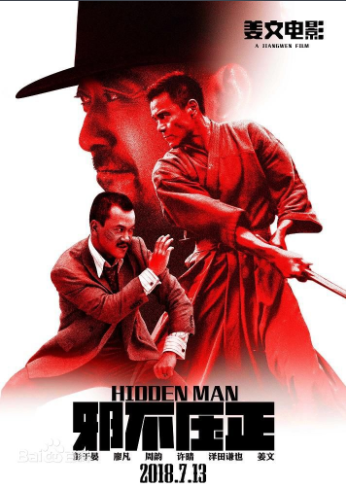 姜文电影
A JIANGWEN FILM
HIDDEN MAN
邪不压正
彭于晏 廖凡 周韵 许晴 泽田谦也 姜文
2018.7.13